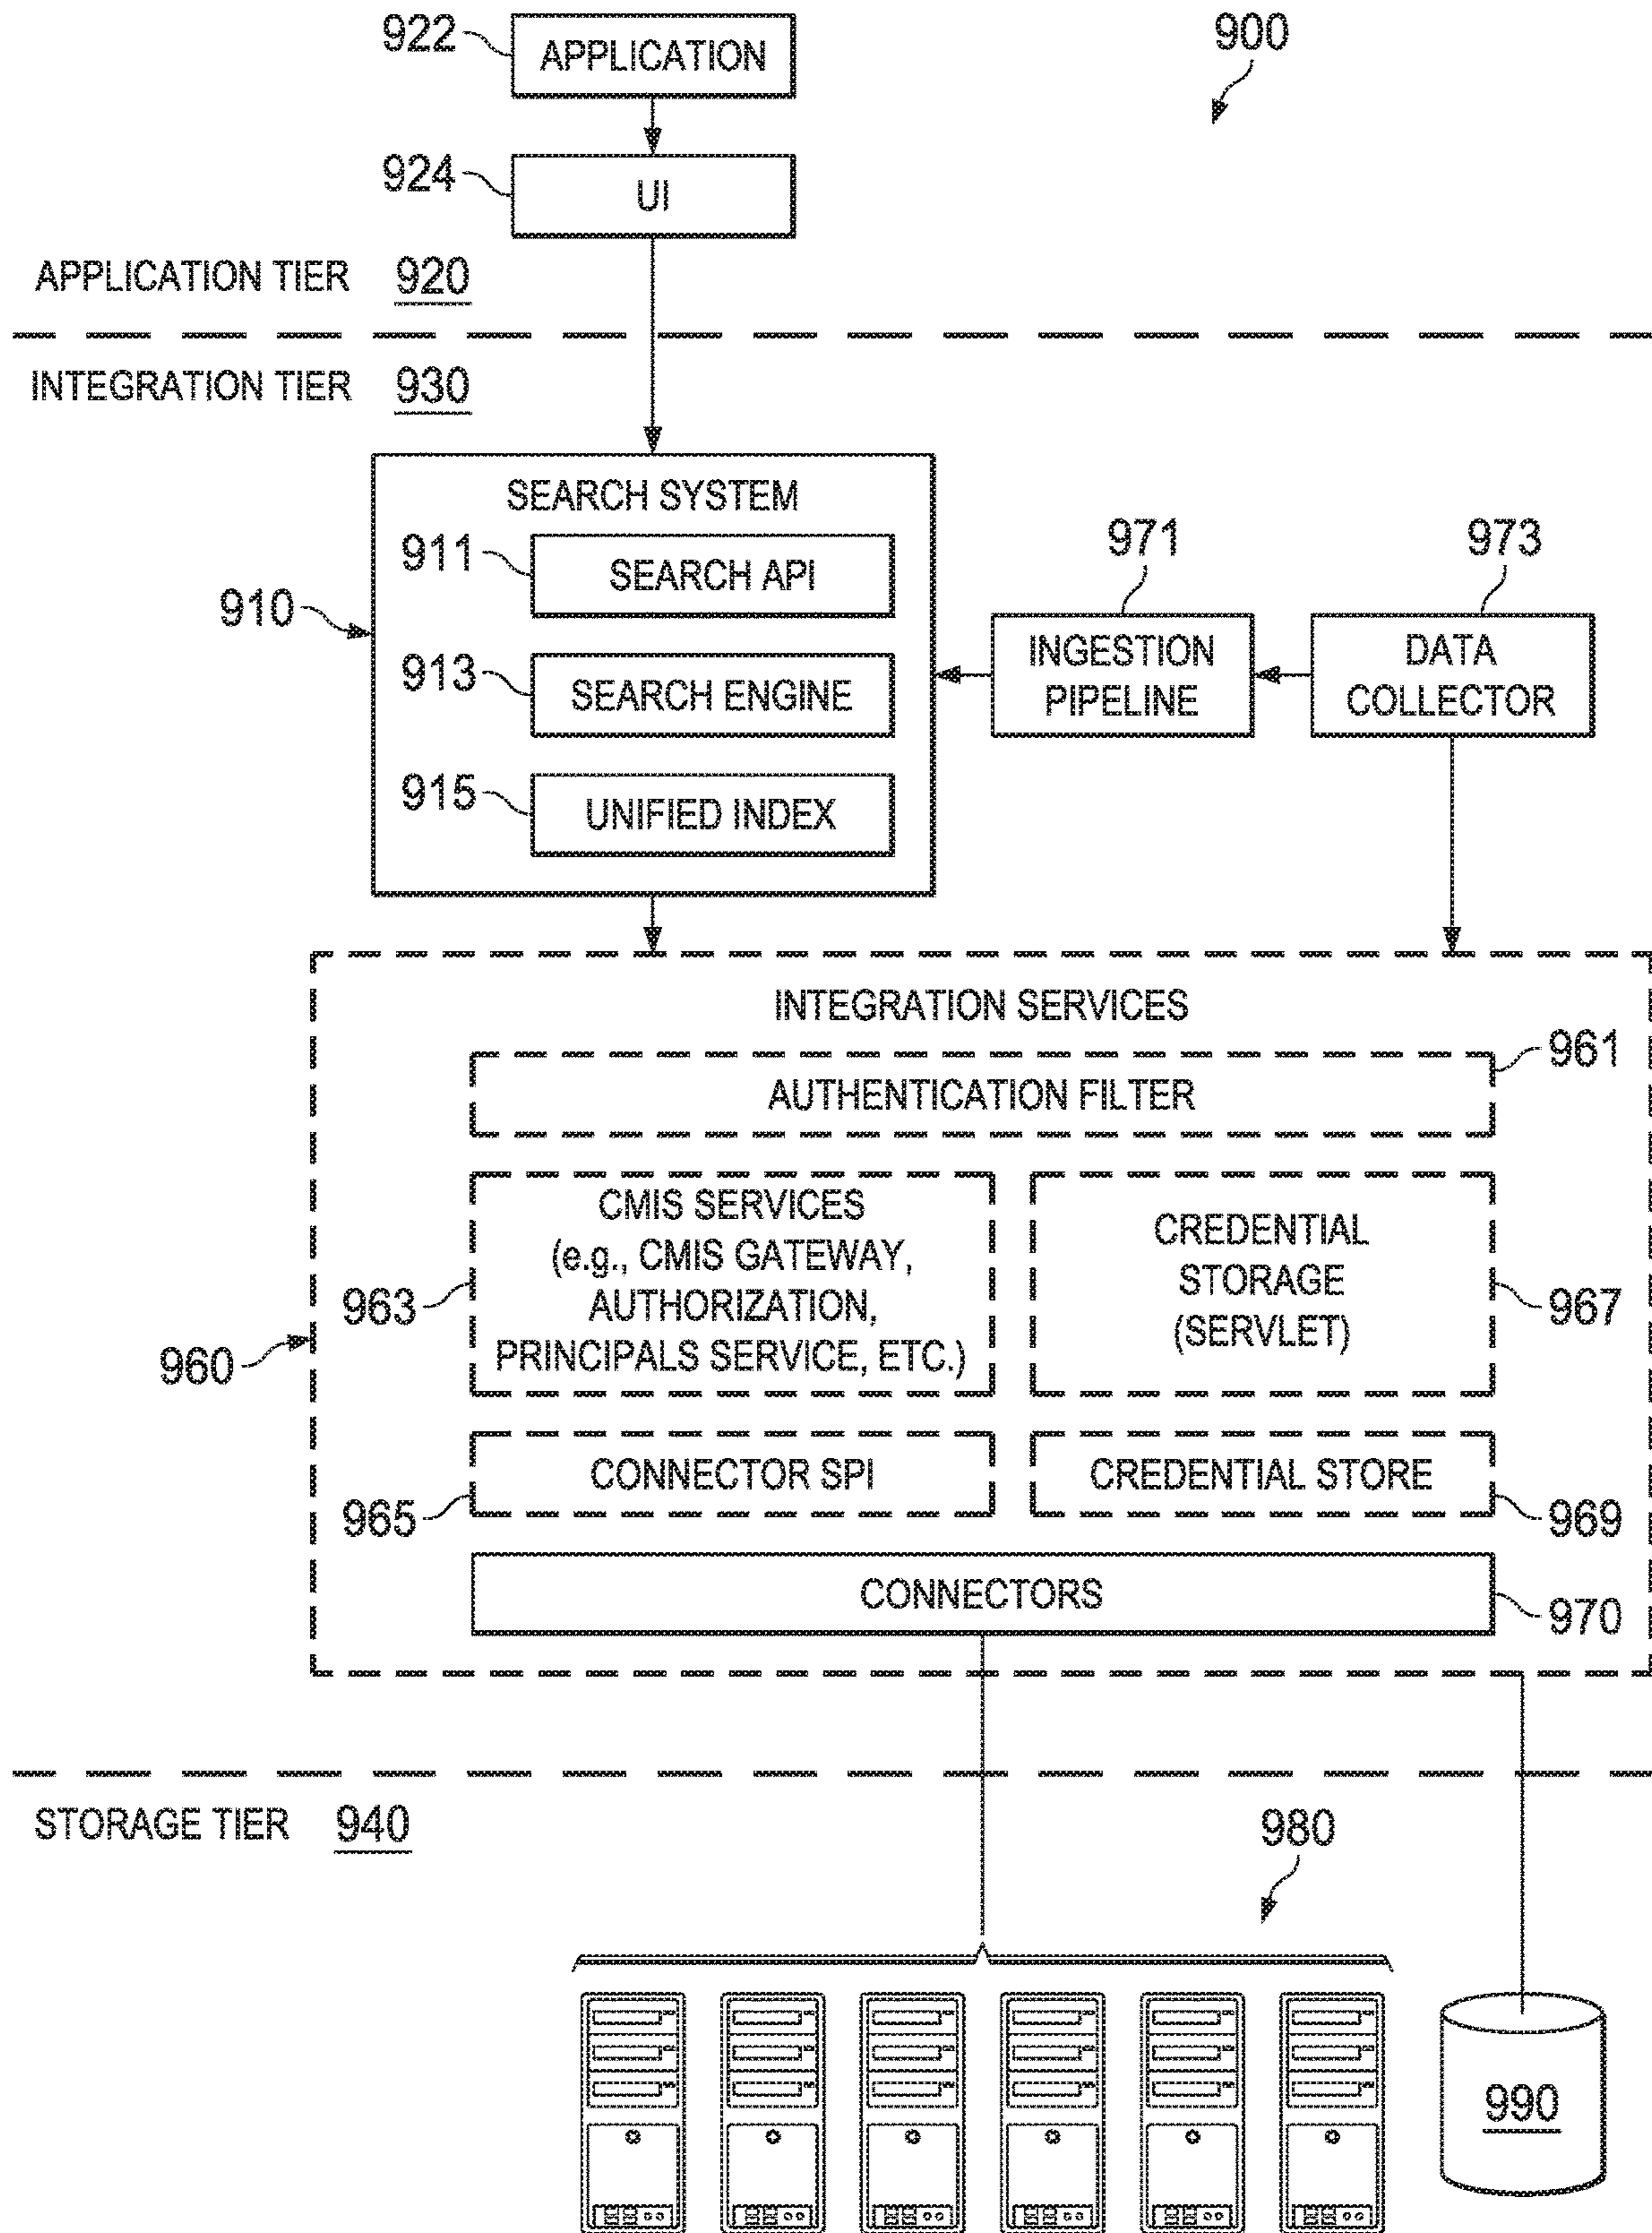 922
APPLICATION
900
924
UI
APPLICATION TIER 920
INTEGRATION TIER 930
SEARCH SYSTEM
911
SEARCH API
910
913
SEARCH ENGINE
915
UNIFIED INDEX
971
INGESTION
PIPELINE
973
DATA
COLLECTOR
INTEGRATION SERVICES
961
AUTHENTICATION FILTER
960
963
CMIS SERVICES
(e.g., CMIS GATEWAY,
AUTHORIZATION,
PRINCIPALS SERVICE, ETC.)
CREDENTIAL
STORAGE
(SERVLET)
967
965
CONNECTOR SPI
CREDENTIAL STORE
969
CONNECTORS
970
STORAGE TIER 940
980
990